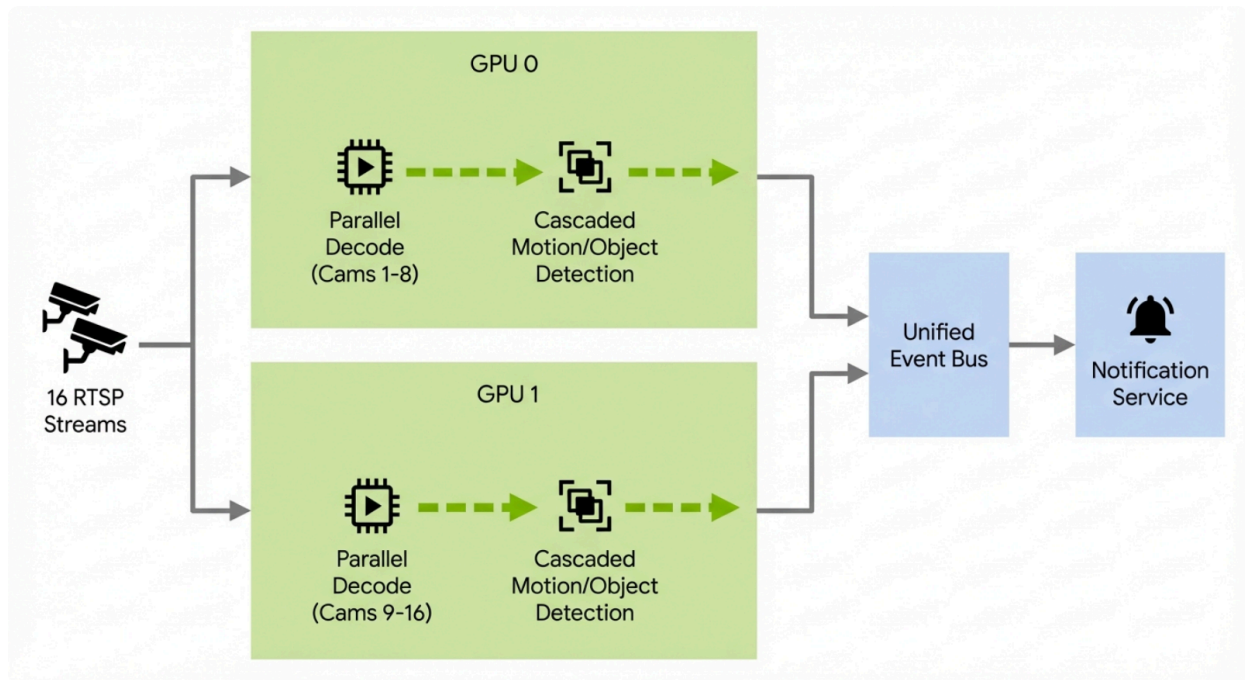 GPU 0
Parallel
Decode
(Cams 1-8)
Cascaded
Motion/Object
Detection
16 RTSP
Streams
GPU 1
Parallel
Decode
(Cams 9-16)
Cascaded
Motion/Object
Detection
Unified
Event Bus
Notification
Service